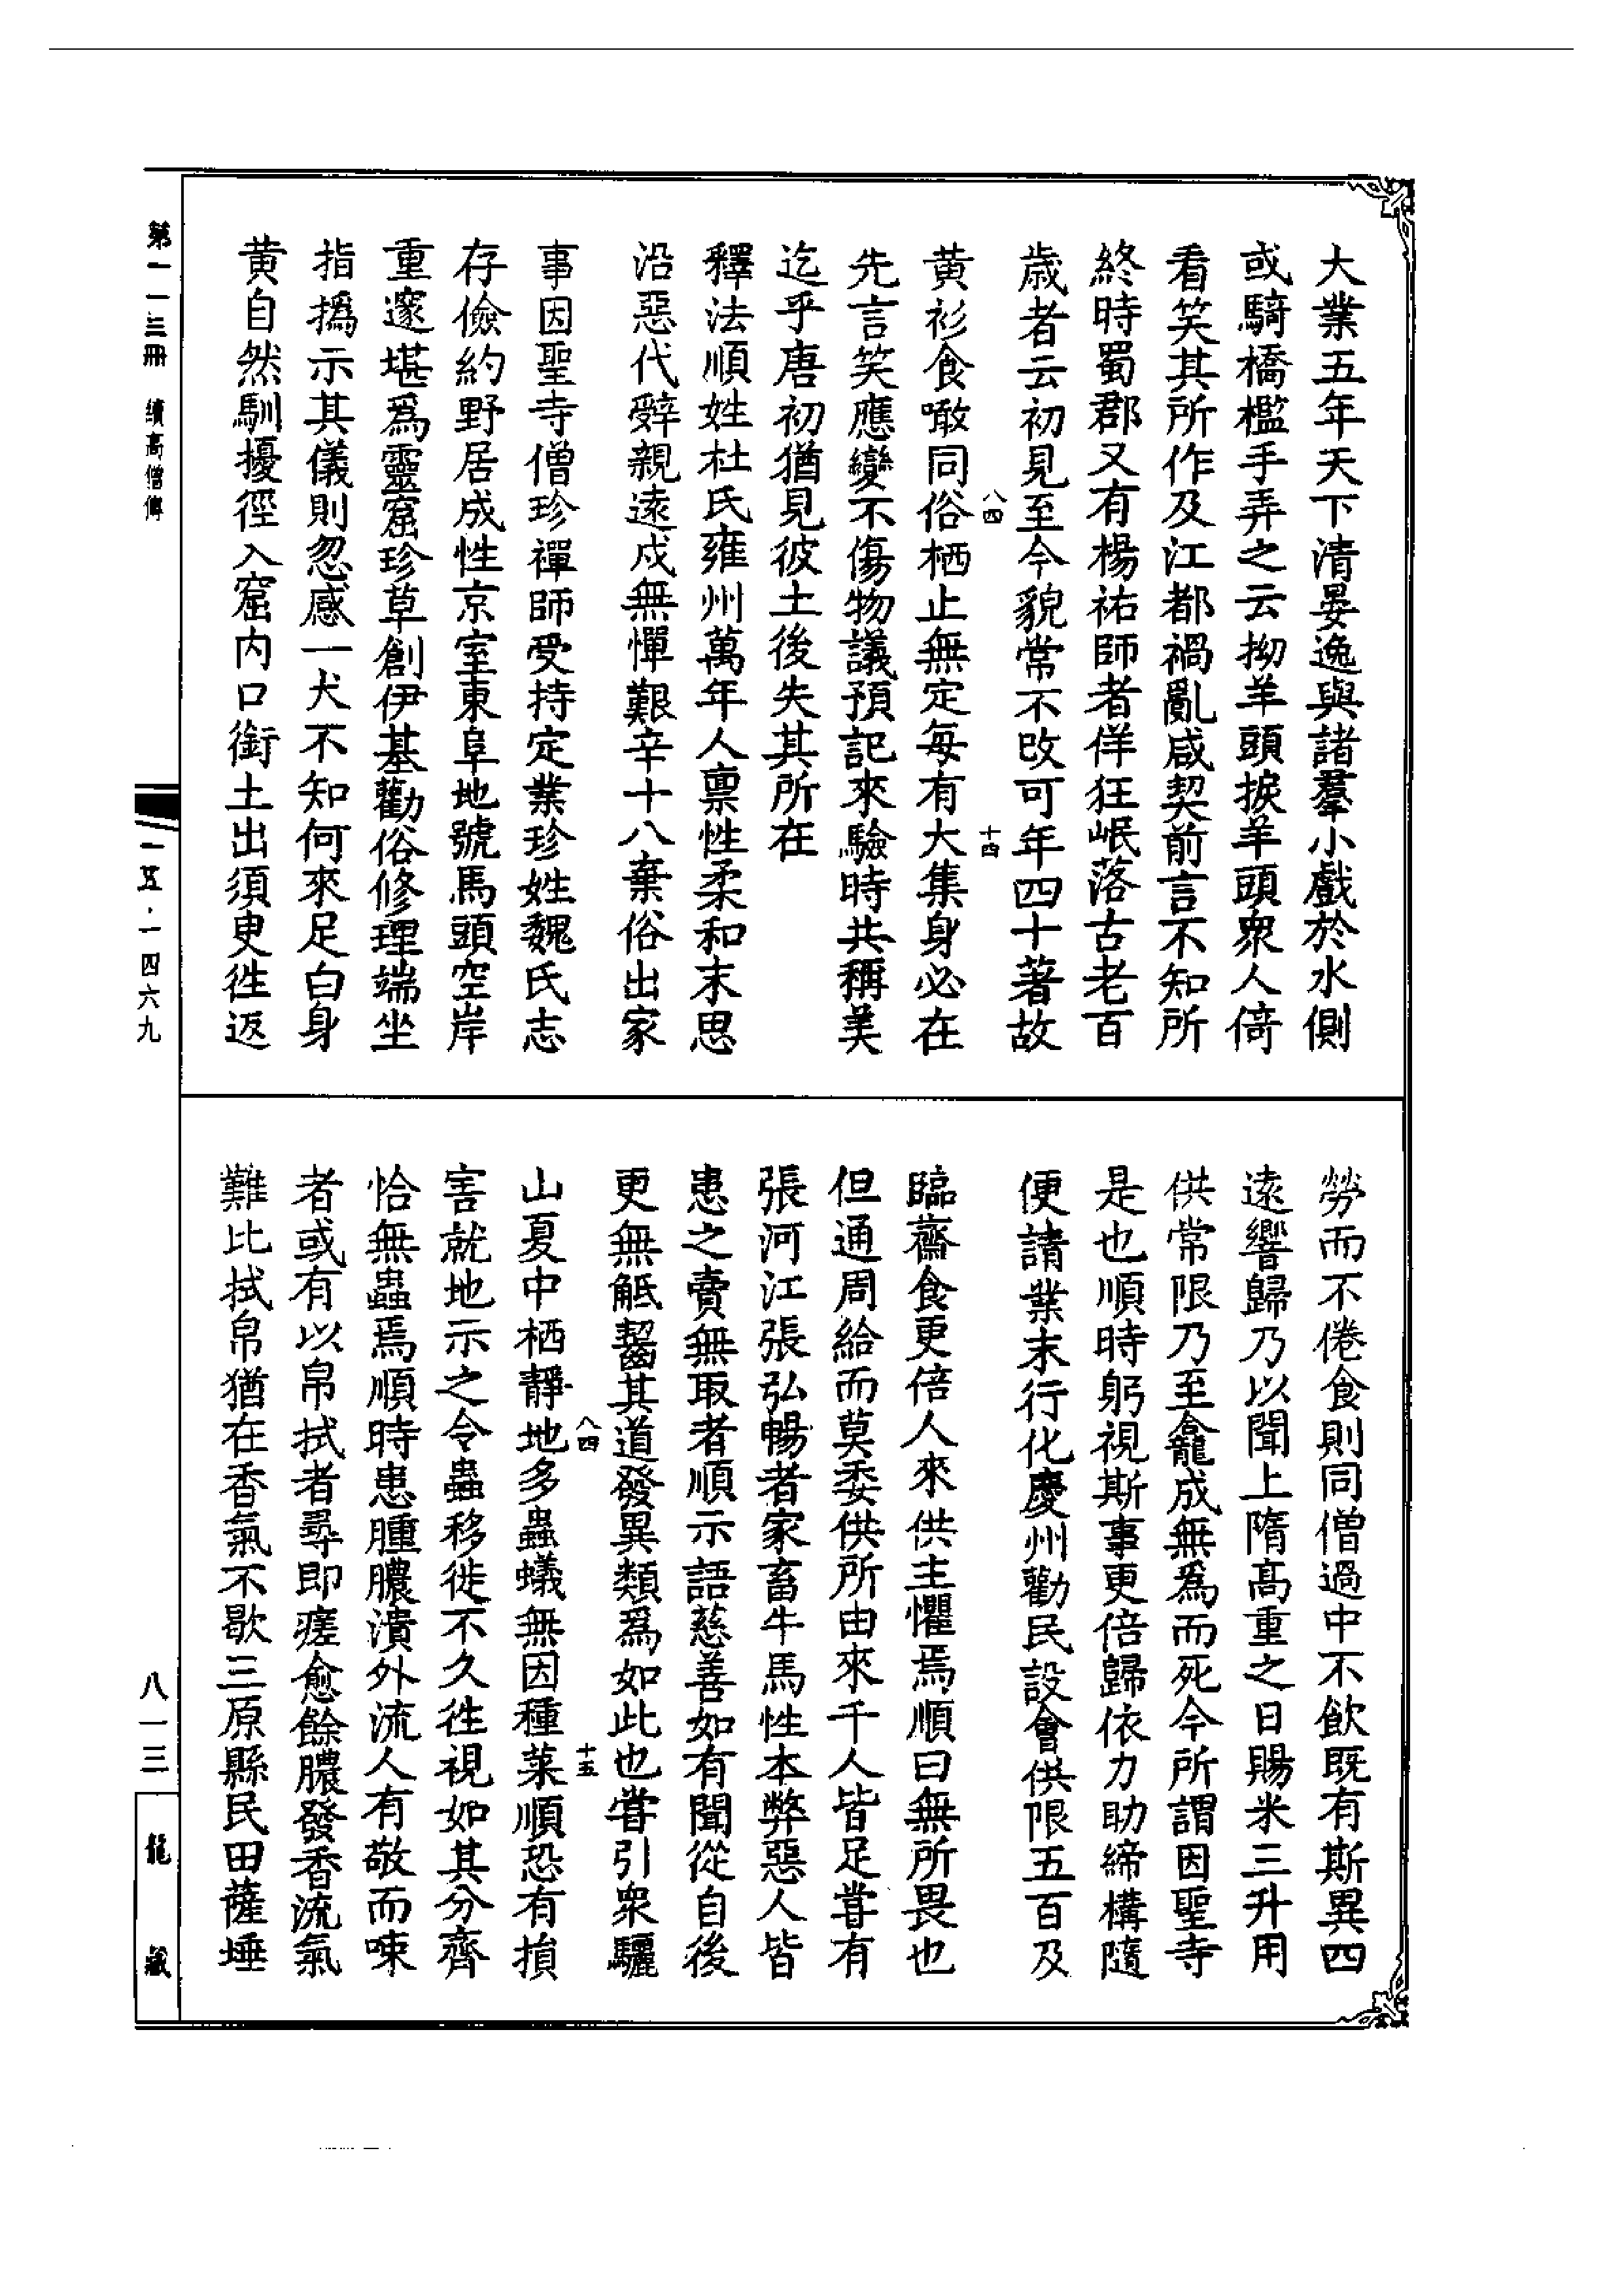 大業五年天下清晏逸與諸羣小戲於水側
或騎橋檻手弄之云拗羊頭捩羊頭衆人倚
看笑其所作及江都禍亂咸契前言不知所
終時蜀郡又有楊祐師者佯狂岷落古老百
歲者云初見至今貌常不改可年四十著故
八四
十四
黄衫食噉同俗栖止無定每有大集身必在
先言笑應變不傷物議預記來驗時共稱美
迄乎唐初猶見彼土後失其所在
釋法順姓杜氏雍州萬年人禀性柔和未思
沿惡代辭親遠戍無憚艱辛十八棄俗出家
事因聖寺僧珍禪師受持定業珍姓魏氏志
存儉約野居成性京室東阜地號馬頭空岸
重邃堪爲靈窟珍草創伊基勸俗修理端坐
指撝示其儀則忽感一犬不知何來足白身
黄自然馴擾徑入窟内口銜土出須臾徃返
勞而不倦食則同僧過中不飲既有斯異四
遠響歸乃以聞上隋髙重之日賜米三升用
供常限乃至龕成無爲而死今所謂因聖寺
是也順時躬視斯事更倍歸依力助締構隨
便請業末行化慶州勸民設會供限五百及
臨齋食更倍人來供主懼焉順曰無所畏也
但通周給而莫委供所由來千人皆足甞有
張河江張弘暢者家畜牛馬性本弊惡人皆
患之賣無取者順示語慈善如有聞從自後
更無觝齧其道發異類爲如此也甞引衆驪
八四
十五
山夏中栖靜地多蟲蟻無因種菜順恐有損
害就地示之令蟲移徙不久徃視如其分齊
恰無蟲焉順時患腫膿潰外流人有敬而㖡
者或有以帛拭者尋即瘥愈餘膿發香流氣
難比拭帛猶在香氣不歇三原縣民田薩埵
第一一三冊　續高僧傳
一五·一四六九
八一三
龍藏